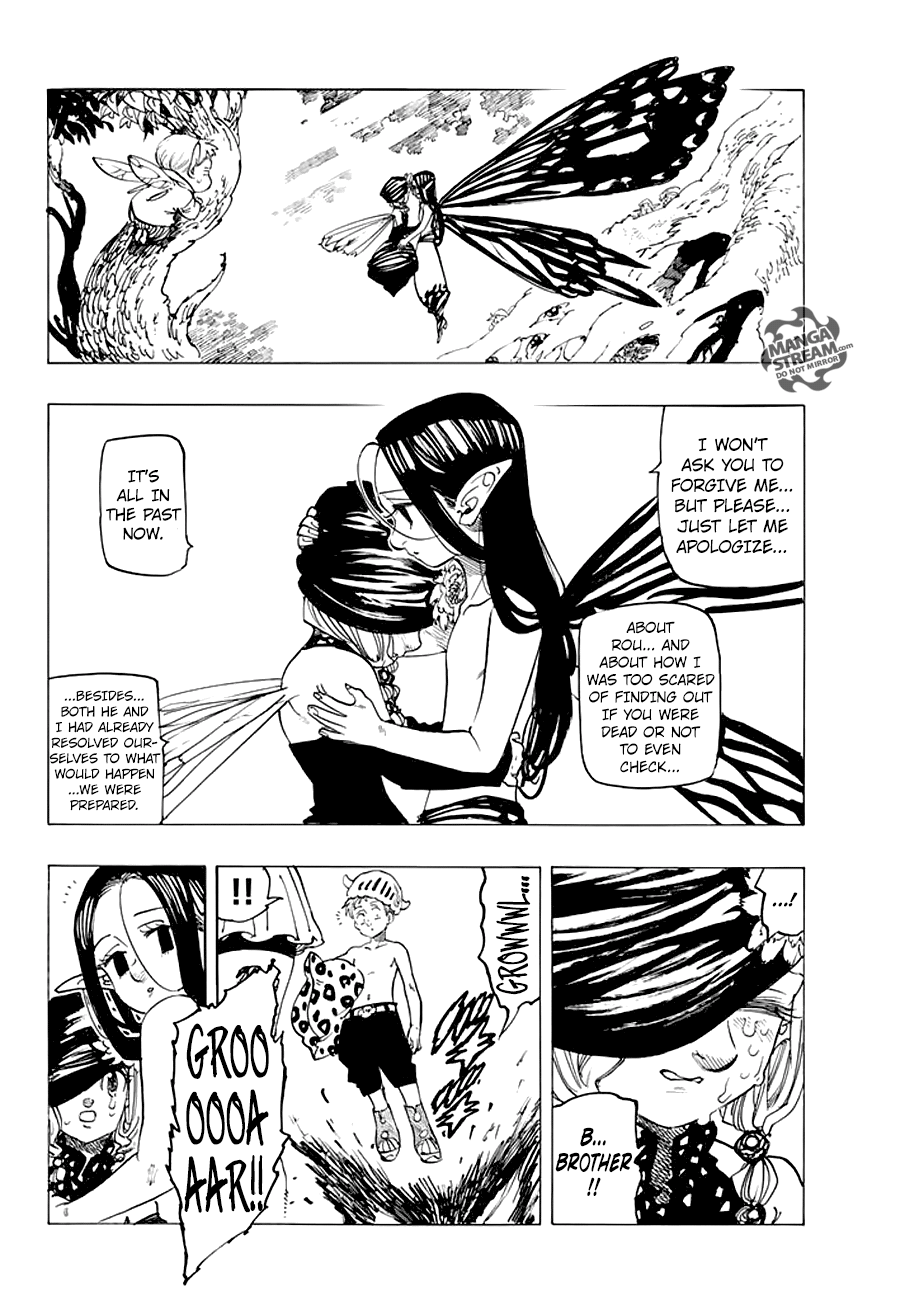 MANGA
STREAM.com
DO NOT MIRROR
I WON'T
ASK YOU TO
FORGIVE ME...
BUT PLEASE...
JUST LET ME
APOLOGIZE...
ABOUT
ROU... AND
ABOUT HOW I
WAS TOO SCARED
OF FINDING OUT
IF YOU WERE
DEAD OR NOT
TO EVEN
CHECK...
IT'S
ALL IN
THE PAST
NOW.
...BESIDES...
BOTH HE AND
I HAD ALREADY
RESOLVED OUR-
SELVES TO WHAT
WOULD HAPPEN
...WE WERE
PREPARED.
...!
B...
BROTHER
!!
GROWWWL...
!!
GROO
OOOOA
AAR!!